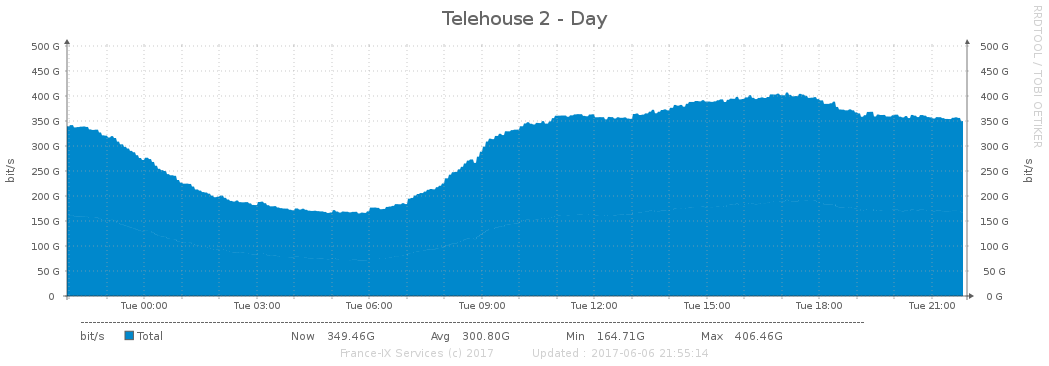 Telehouse 2 - Day
RRDTOOL / TOBI OETIKER
500 G 500 G
450 G 450 G
400 G 400 G
350 G 350 G
300 G 300 G
250 G 250 G
200 G 200 G
150 G 150 G
100 G 100 G
50 G 50 G
0 0 G
bit/s bit/s
Tue 00:00 Tue 03:00 Tue 06:00 Tue 09:00 Tue 12:00 Tue 15:00 Tue 18:00 Tue 21:00
bit/s Total Now 349.46G Avg 300.80G Min 164.71G Max 406.46G
France-IX Services (c) 2017 Updated : 2017-06-06 21:55:14